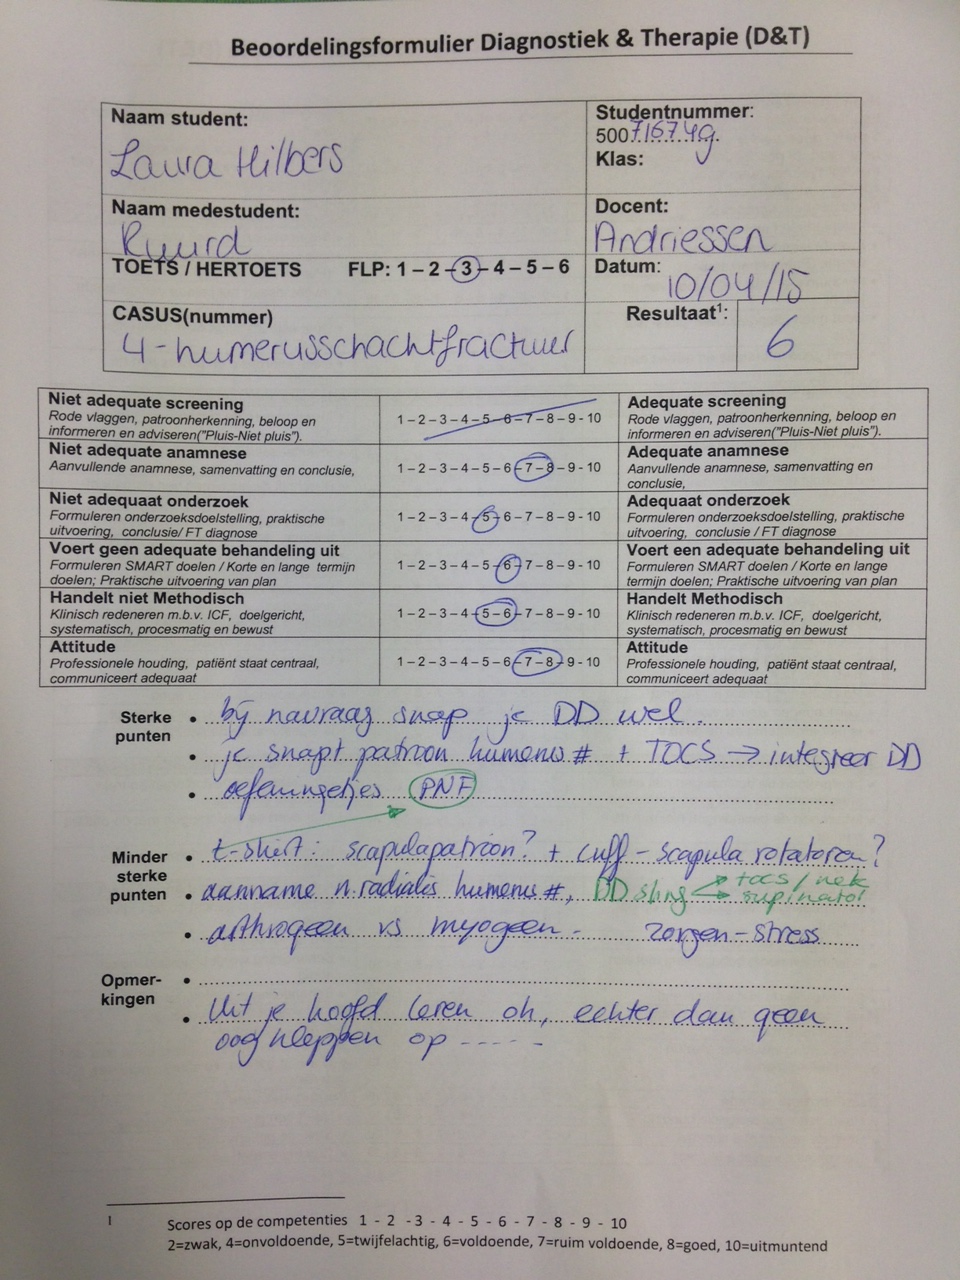 Beoordelingsformulier Diagnostiek & Therapie (D&T)
Naam student:
Laura Hilbers
Studentnummer:
500716749.
Klas:
Naam medestudent:
Ruurd
Docent:
Andriessen
TOETS / HERTOETS FLP: 1 – 2 – 3 – 4 – 5 – 6
Datum:
10/04/15
CASUS(nummer)
4 - humerusschachtfractuur
Resultaat1:
6
Niet adequate screening
Rode vlaggen, patroonherkenning, beloop en
informeren en adviseren("Pluis-Niet pluis").
1 – 2 – 3 – 4 – 5 – 6 – 7 – 8 – 9 - 10
Adequate screening
Rode vlaggen, patroonherkenning, beloop en
informeren en adviseren("Pluis-Niet pluis").
Niet adequate anamnese
Aanvullende anamnese, samenvatting en conclusie,
1 – 2 – 3 – 4 – 5 – 6 – 7 – 8 – 9 - 10
Adequate anamnese
Aanvullende anamnese, samenvatting en
conclusie,
Niet adequaat onderzoek
Formuleren onderzoeksdoelstelling, praktische
uitvoering, conclusie/ FT diagnose
1 – 2 – 3 – 4 – 5 – 6 – 7 – 8 – 9 - 10
Adequaat onderzoek
Formuleren onderzoeksdoelstelling, praktische
uitvoering, conclusie / FT diagnose
Voert geen adequate behandeling uit
Formuleren SMART doelen / Korte en lange termijn
doelen; Praktische uitvoering van plan
1 – 2 – 3 – 4 – 5 – 6 – 7 – 8 – 9 - 10
Voert een adequate behandeling uit
Formuleren SMART doelen / Korte en lange
termijn doelen; Praktische uitvoering van plan
Handelt niet Methodisch
Klinisch redeneren m.b.v. ICF, doelgericht,
systematisch, procesmatig en bewust
1 – 2 – 3 – 4 – 5 – 6 – 7 – 8 – 9 - 10
Handelt Methodisch
Klinisch redeneren m.b.v. ICF, doelgericht,
systematisch, procesmatig en bewust
Attitude
Professionele houding, patiënt staat centraal,
communiceert adequaat
1 – 2 – 3 – 4 – 5 – 6 – 7 – 8 – 9 - 10
Attitude
Professionele houding, patiënt staat centraal,
communiceert adequaat
Sterke
punten
• bij navraag snap je DD wel.
• je snapt patroon humerus # + TOCS → integreer DD
• oefeningetjes PNF
Minder
sterke
punten
• t-shirt: scapulapatroon? + cuff - scapula rotatoren?
• aanname n.radialis humerus #, DD sling tocs / nek
supinator
• arthrogeen vs myogeen - zorgen - stress
Opmer-
kingen
•
• Uit je hoofd leren oh, echter dan geen
oogkleppen op -----
1 Scores op de competenties 1 - 2 - 3 - 4 - 5 - 6 - 7 - 8 - 9 - 10
2=zwak, 4=onvoldoende, 5=twijfelachtig, 6=voldoende, 7=ruim voldoende, 8=goed, 10=uitmuntend